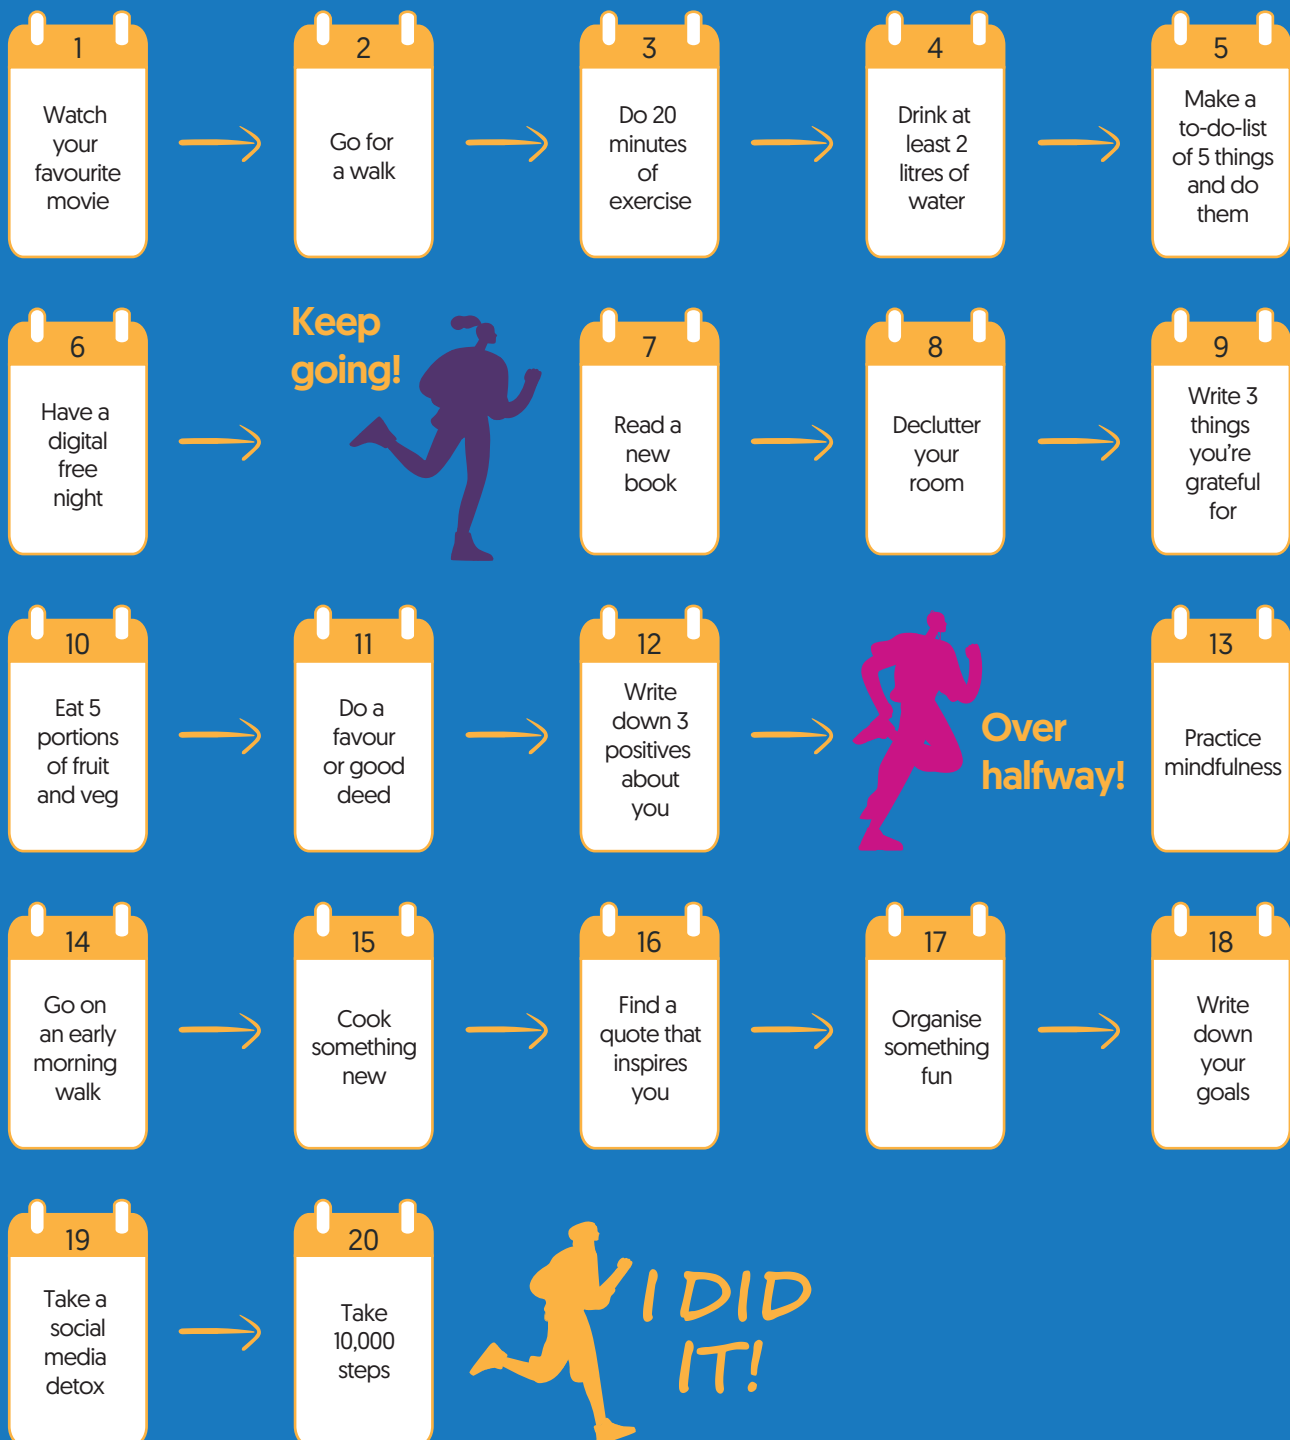 1
Watch
your
favourite
movie
2
Go for
a walk
3
Do 20
minutes
of
exercise
4
Drink at
least 2
litres of
water
5
Make a
to-do-list
of 5 things
and do
them
6
Have a
digital
free
night
Keep
going!
7
Read a
new
book
8
Declutter
your
room
9
Write 3
things
you're
grateful
for
10
Eat 5
portions
of fruit
and veg
11
Do a
favour
or good
deed
12
Write
down 3
positives
about
you
Over
halfway!
13
Practice
mindfulness
14
Go on
an early
morning
walk
15
Cook
something
new
16
Find a
quote that
inspires
you
17
Organise
something
fun
18
Write
down
your
goals
19
Take a
social
media
detox
20
Take
10,000
steps
I DID
IT!